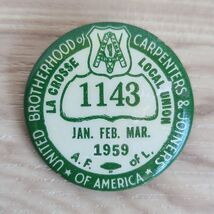 UNITED BROTHERHOOD of CARPENTERS & JOINERS
OF AMERICA
LA CROSSE LOCAL UNION
1143
JAN. FEB. MAR.
1959
A.F. of L.